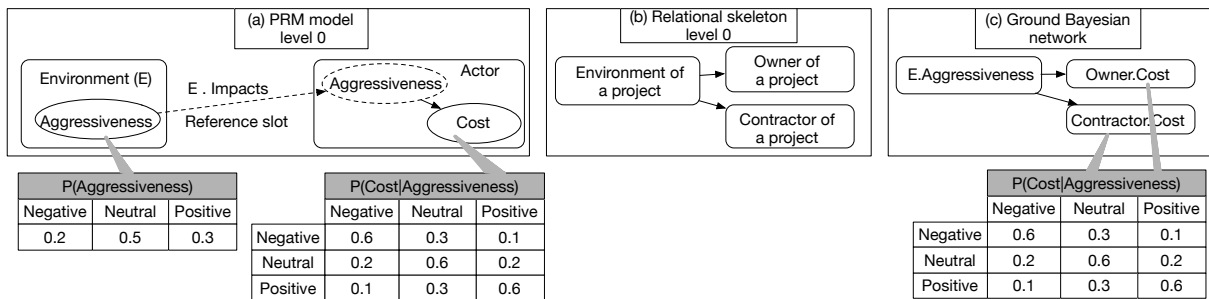 (a) PRM model
level 0
Environment (E)
Aggressiveness
E . Impacts
Reference slot
Actor
Aggressiveness
Cost
(b) Relational skeleton
level 0
Environment of
a project
Owner of
a project
Contractor of
a project
(c) Ground Bayesian
network
E.Aggressiveness
Owner.Cost
Contractor.Cost
P(Aggressiveness)
Negative Neutral Positive
0.2 0.5 0.3
P(Cost|Aggressiveness)
Negative Neutral Positive
Negative 0.6 0.3 0.1
Neutral 0.2 0.6 0.2
Positive 0.1 0.3 0.6
P(Cost|Aggressiveness)
Negative Neutral Positive
Negative 0.6 0.3 0.1
Neutral 0.2 0.6 0.2
Positive 0.1 0.3 0.6